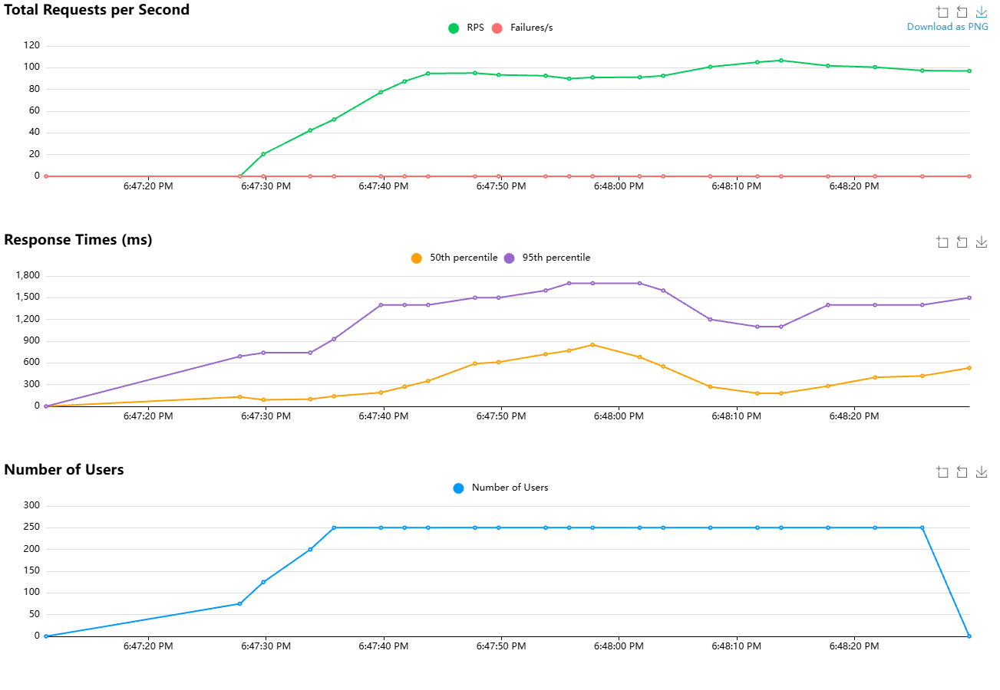 Total Requests per Second
Download as PNG
RPS Failures/s
120
100
80
60
40
20
0
6:47:20 PM 6:47:30 PM 6:47:40 PM 6:47:50 PM 6:48:00 PM 6:48:10 PM 6:48:20 PM
Response Times (ms)
50th percentile 95th percentile
1,800
1,500
1,200
900
600
300
0
6:47:20 PM 6:47:30 PM 6:47:40 PM 6:47:50 PM 6:48:00 PM 6:48:10 PM 6:48:20 PM
Number of Users
Number of Users
300
250
200
150
100
50
0
6:47:20 PM 6:47:30 PM 6:47:40 PM 6:47:50 PM 6:48:00 PM 6:48:10 PM 6:48:20 PM